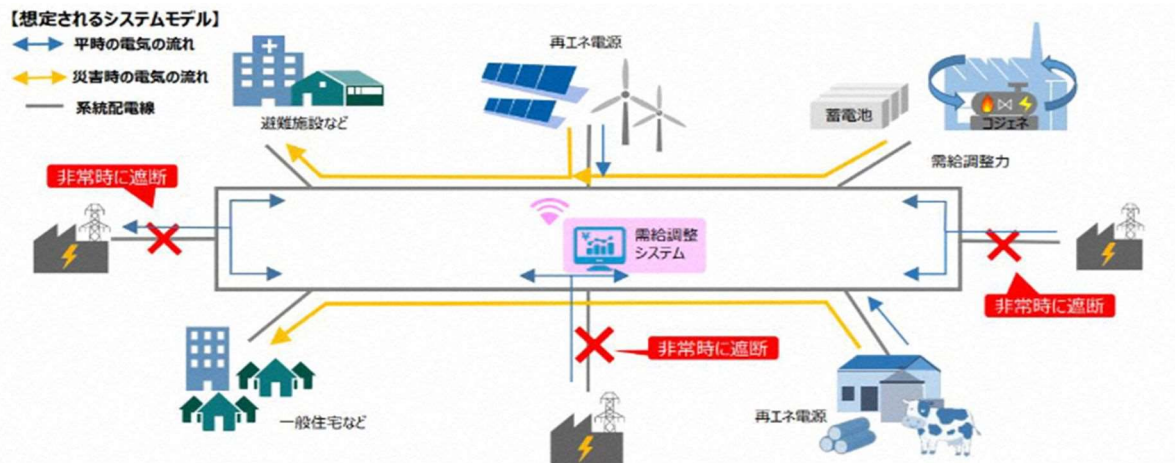 【想定されるシステムモデル】
平時の電気の流れ
災害時の電気の流れ
系統配電線
避難施設など
再エネ電源
蓄電池
コジェネ
需給調整力
非常時に遮断
需給調整
システム
非常時に遮断
非常時に遮断
一般住宅など
再エネ電源